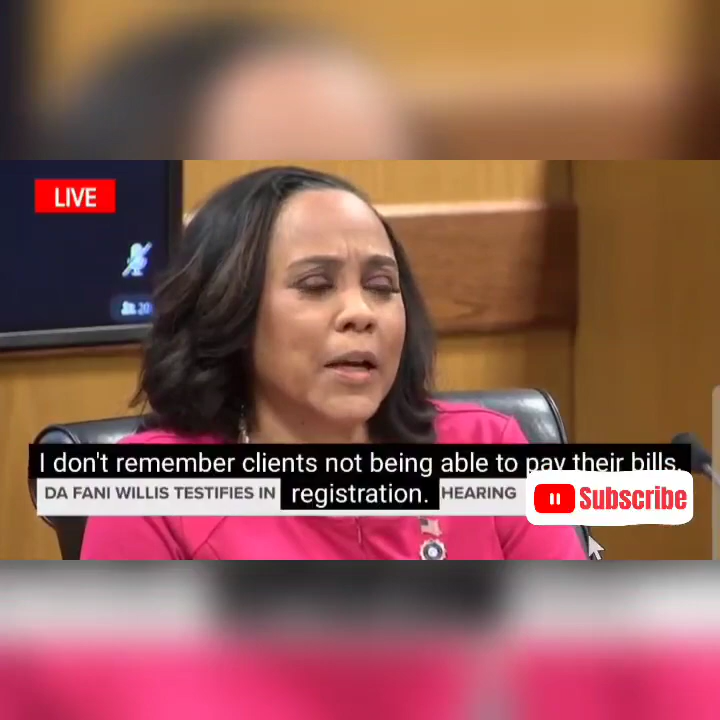 LIVE
20
I don't remember clients not being able to pay their bills.
DA FANI WILLIS TESTIFIES IN
registration.
HEARING
Subscribe